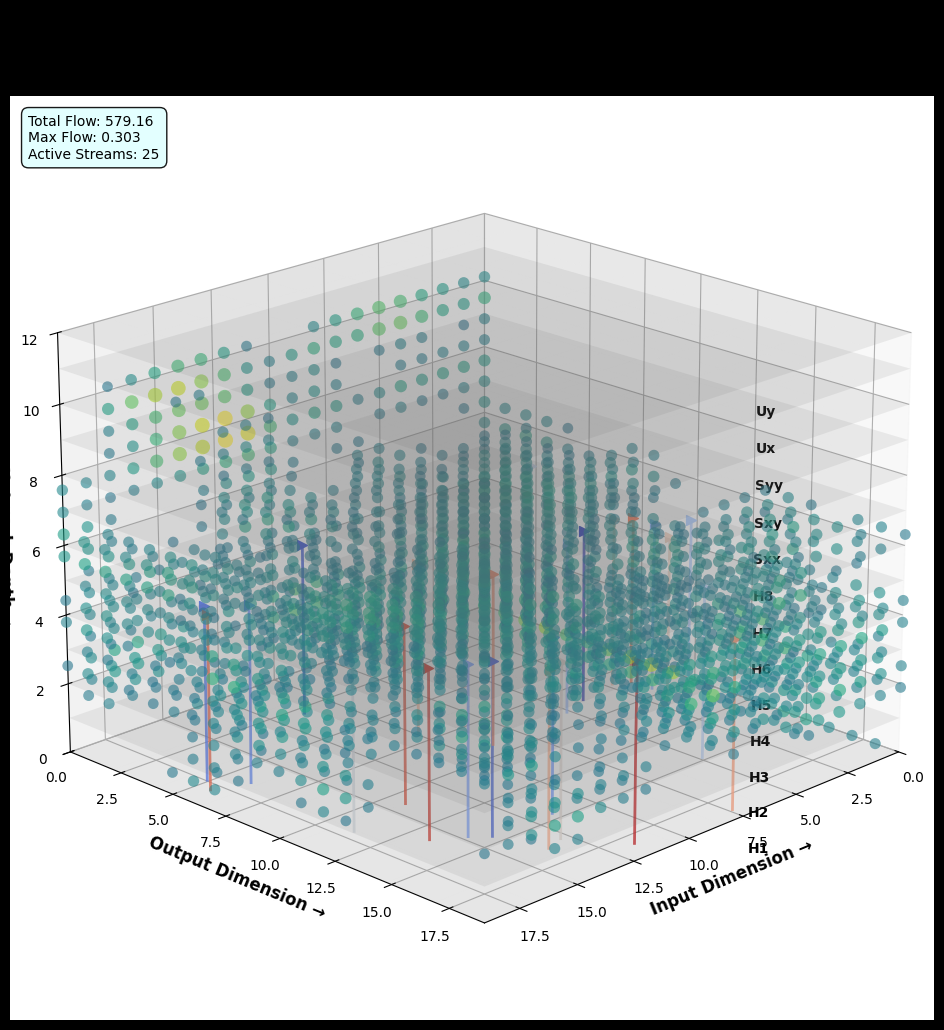 Total Flow: 579.16
Max Flow: 0.303
Active Streams: 25
12
10
8
6
4
2
0
Uy
Ux
Syy
Sxy
Sxx
H8
H7
H6
H5
H4
H3
H2
H1
0.0
2.5
5.0
7.5
10.0
12.5
15.0
17.5
Output Dimension →
0.0
2.5
5.0
7.5
10.0
12.5
15.0
17.5
Input Dimension →